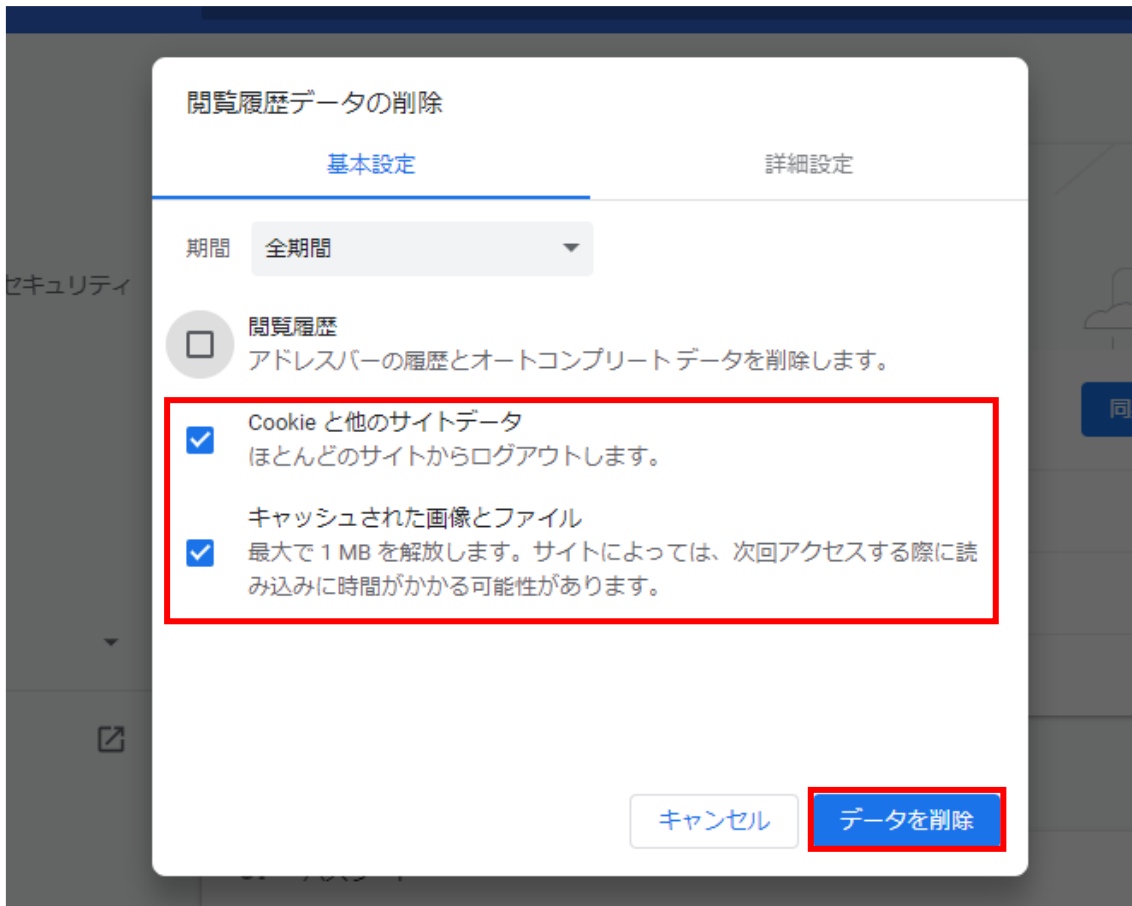 閲覧履歴データの削除
基本設定
詳細設定
期間
全期間
セキュリティ
閲覧履歴
アドレスバーの履歴とオートコンプリート データを削除します。
同
Cookie と他のサイトデータ
ほとんどのサイトからログアウトします。
キャッシュされた画像とファイル
最大で 1 MB を解放します。サイトによっては、次回アクセスする際に読
み込みに時間がかかる可能性があります。
キャンセル
データを削除